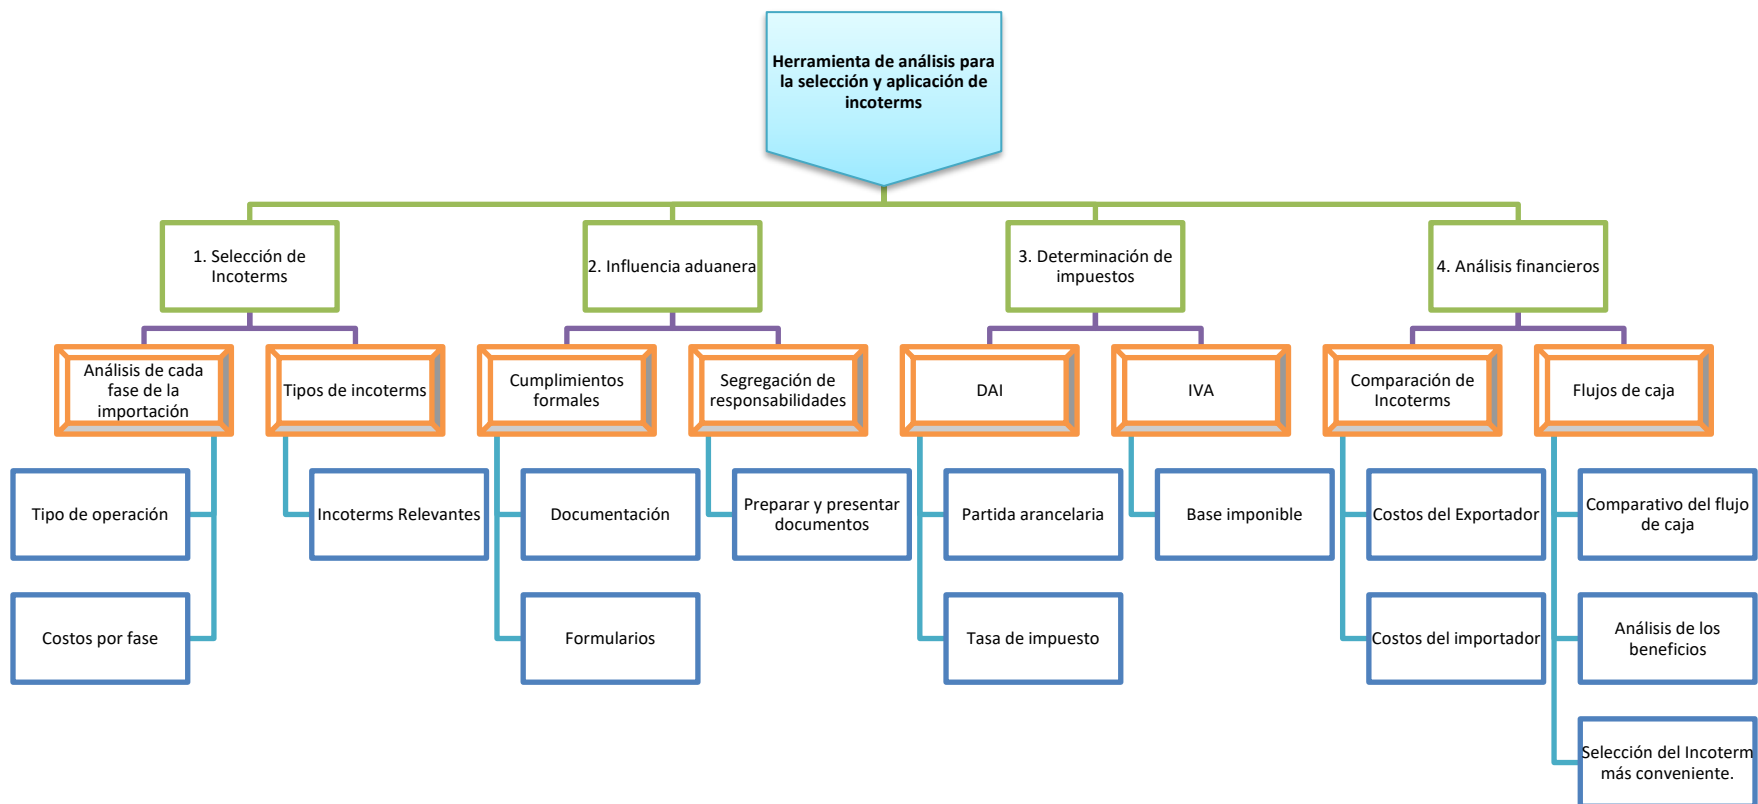 Herramienta de análisis para
la selección y aplicación de
incoterms
1. Selección de
Incoterms
2. Influencia aduanera
3. Determinación de
impuestos
4. Análisis financieros
Análisis de cada
fase de la
importación
Tipos de incoterms
Cumplimientos
formales
Segregación de
responsabilidades
DAI
IVA
Comparación de
Incoterms
Flujos de caja
Tipo de operación
Incoterms Relevantes
Documentación
Preparar y presentar
documentos
Partida arancelaria
Base imponible
Costos del Exportador
Comparativo del flujo
de caja
Costos por fase
Formularios
Tasa de impuesto
Costos del importador
Análisis de los
beneficios
Selección del Incoterm
más conveniente.